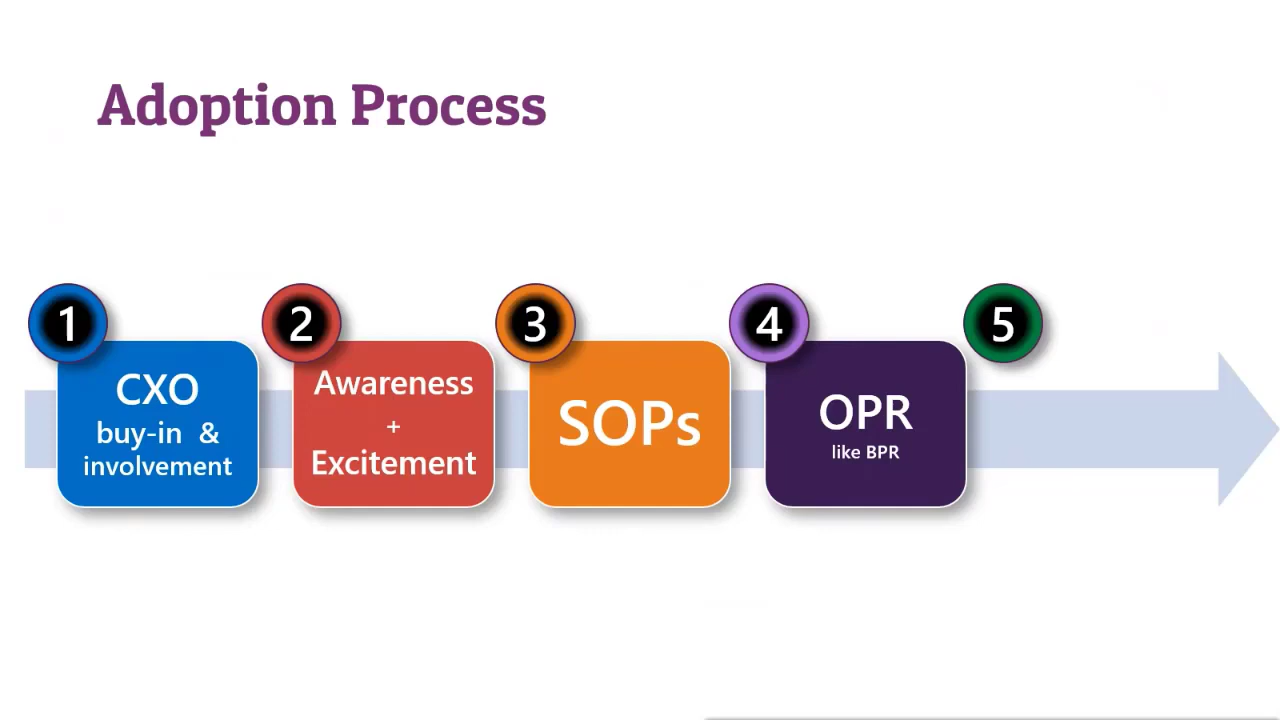 Adoption Process
1
2
3
4
5
CXO
buy-in &
involvement
Awareness
+
Excitement
SOPs
OPR
like BPR